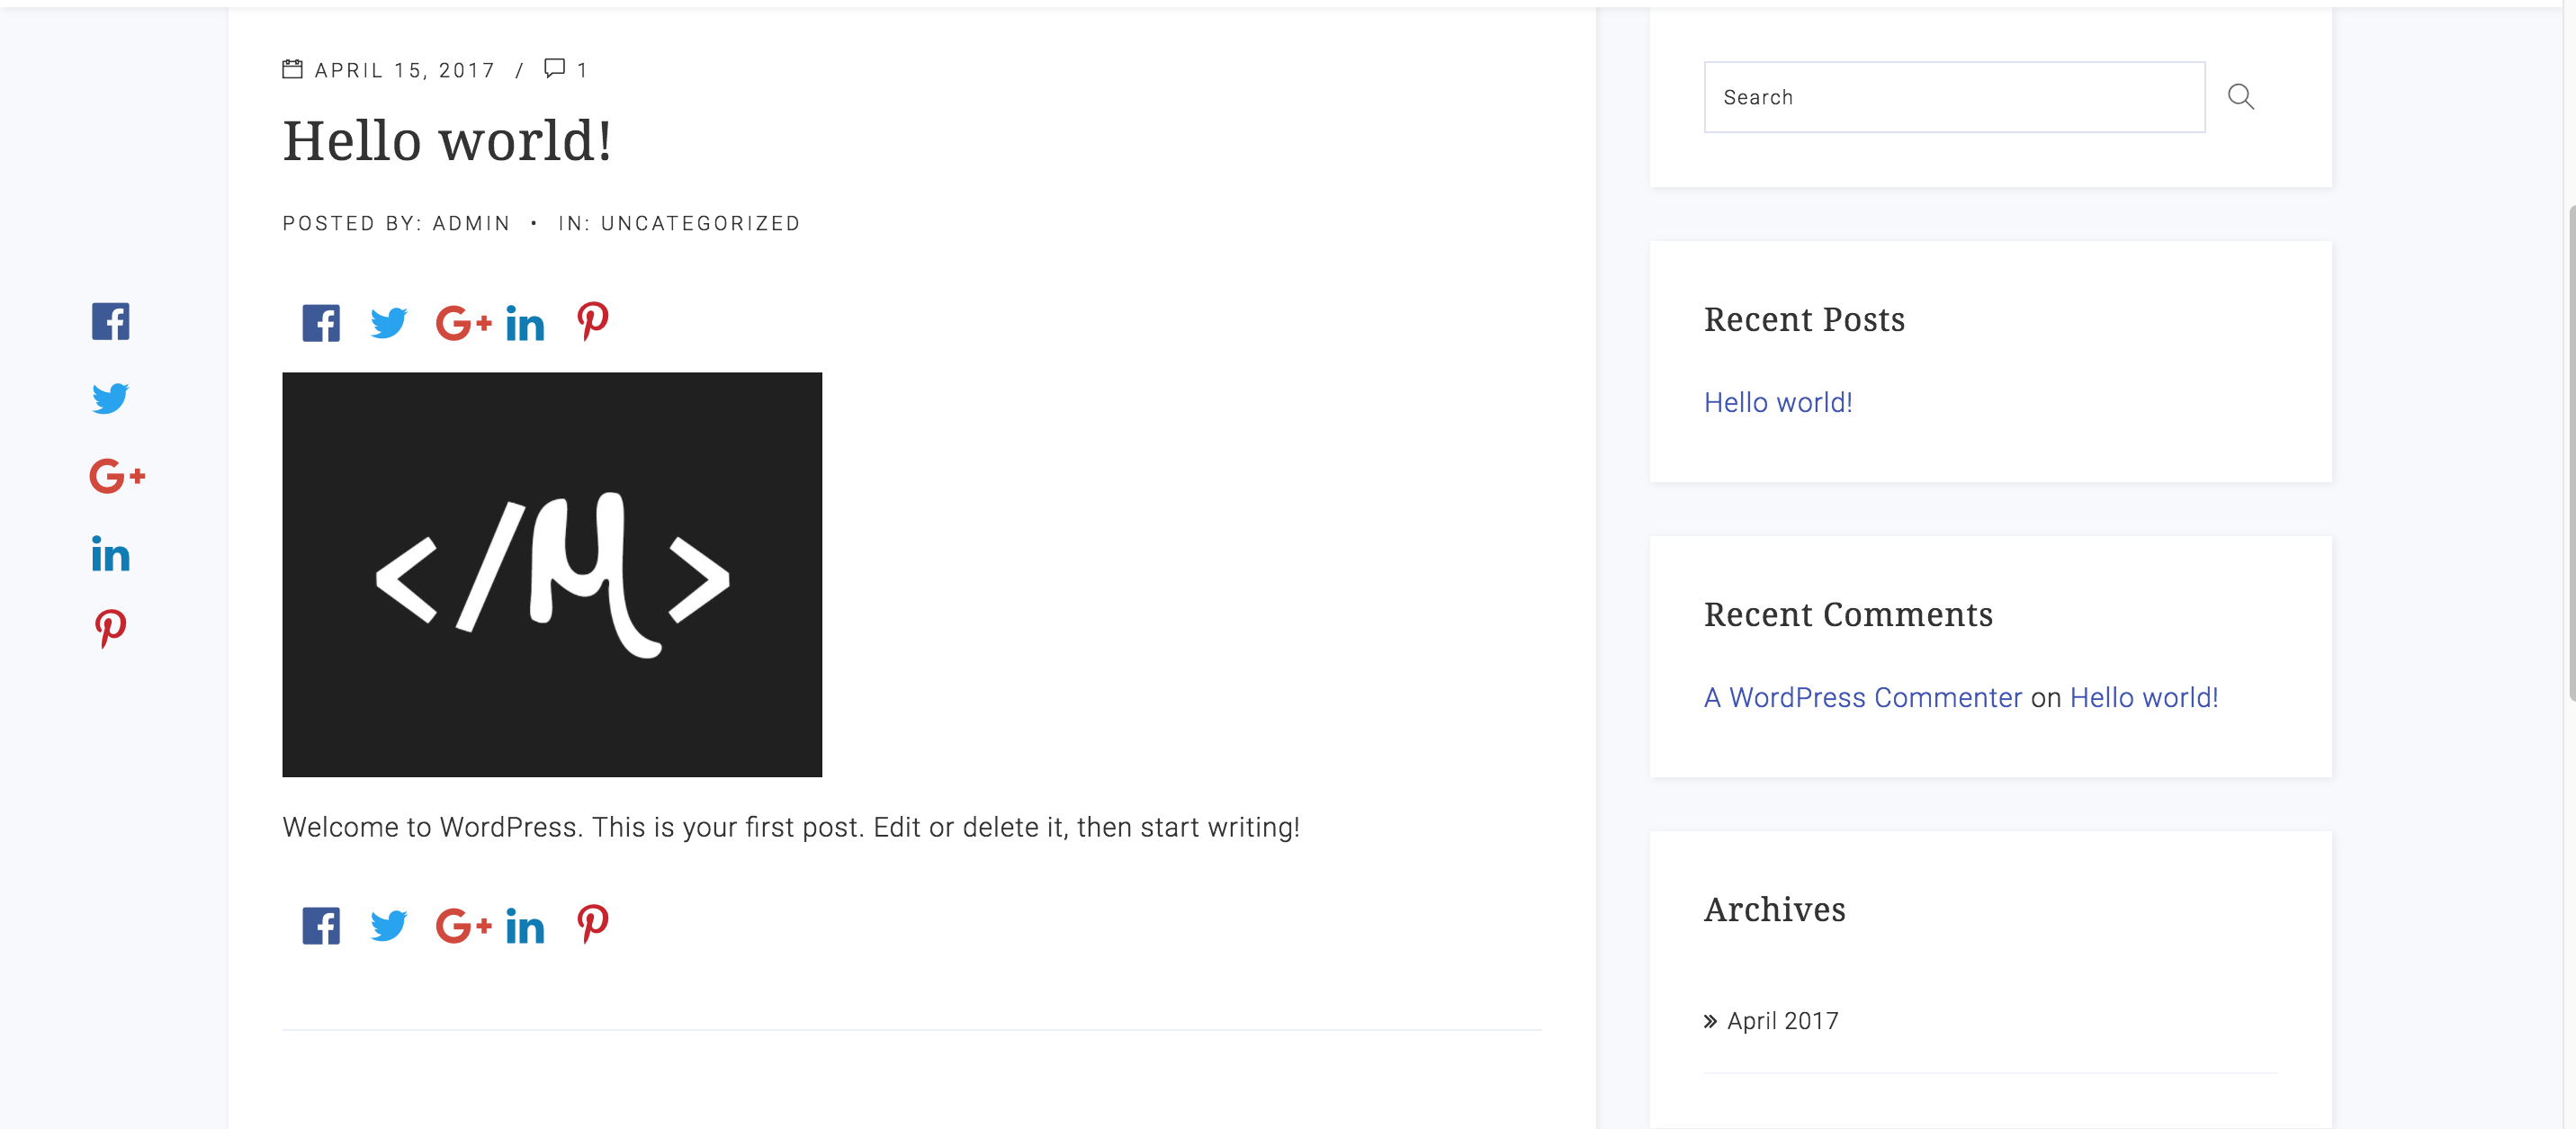 APRIL 15, 2017 / 1
Hello world!
POSTED BY: ADMIN • IN: UNCATEGORIZED
G+ in
</M>
Welcome to WordPress. This is your first post. Edit or delete it, then start writing!
G+ in
G+
in
Search
Recent Posts
Hello world!
Recent Comments
A WordPress Commenter on Hello world!
Archives
» April 2017